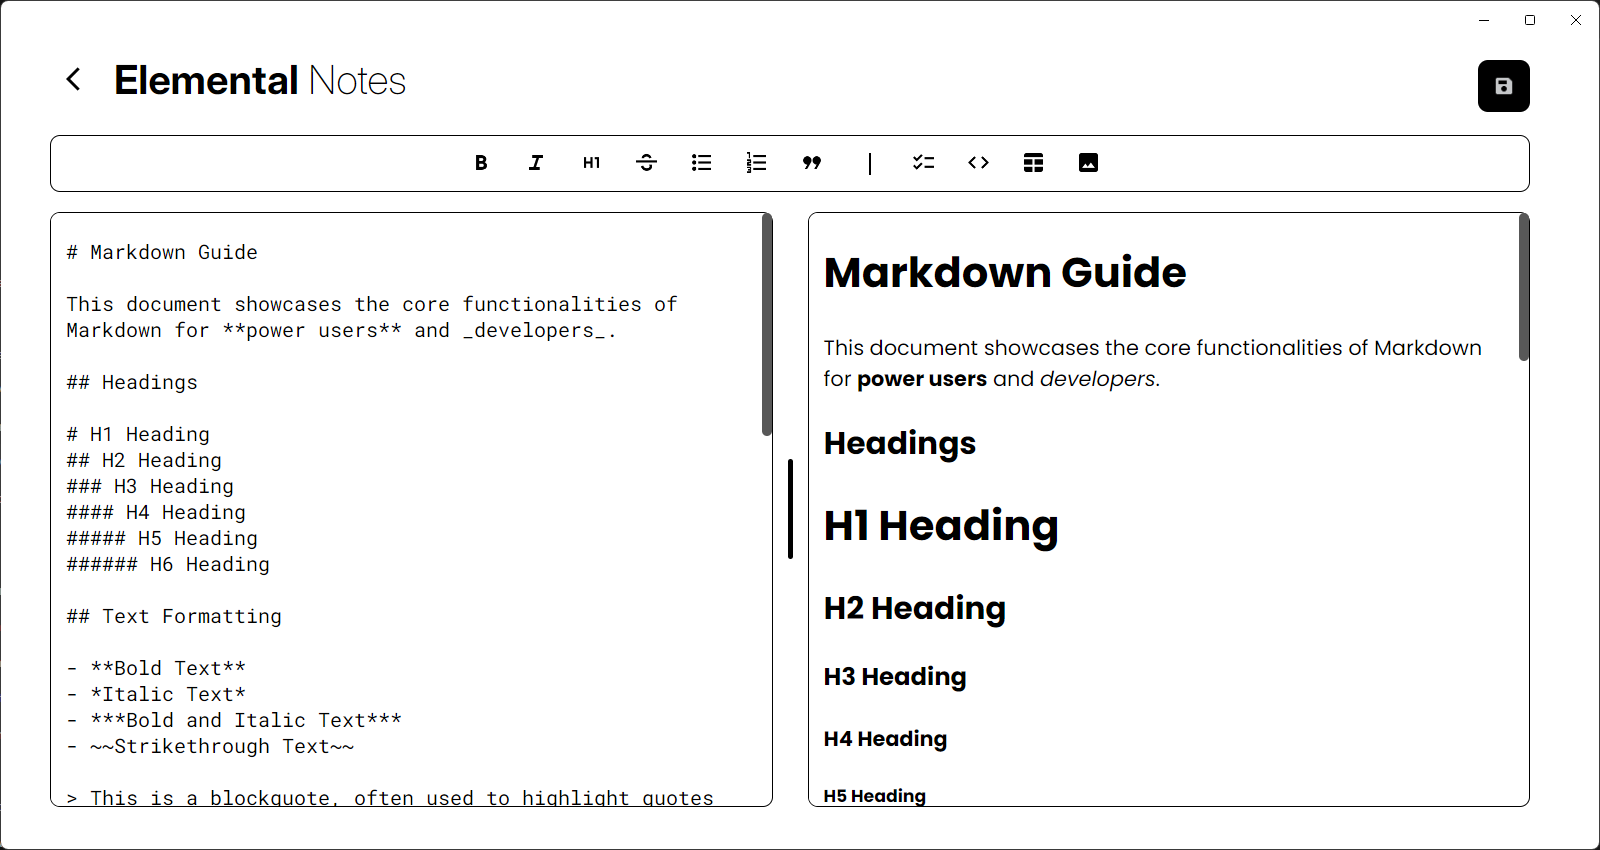 Elemental Notes
B I H1
# Markdown Guide
This document showcases the core functionalities of
Markdown for **power users** and _developers_.
## Headings
# H1 Heading
## H2 Heading
### H3 Heading
#### H4 Heading
##### H5 Heading
###### H6 Heading
## Text Formatting
- **Bold Text**
- *Italic Text*
- ***Bold and Italic Text***
- ~~Strikethrough Text~~
> This is a blockquote, often used to highlight quotes
Markdown Guide
This document showcases the core functionalities of Markdown
for power users and developers.
Headings
H1 Heading
H2 Heading
H3 Heading
H4 Heading
H5 Heading